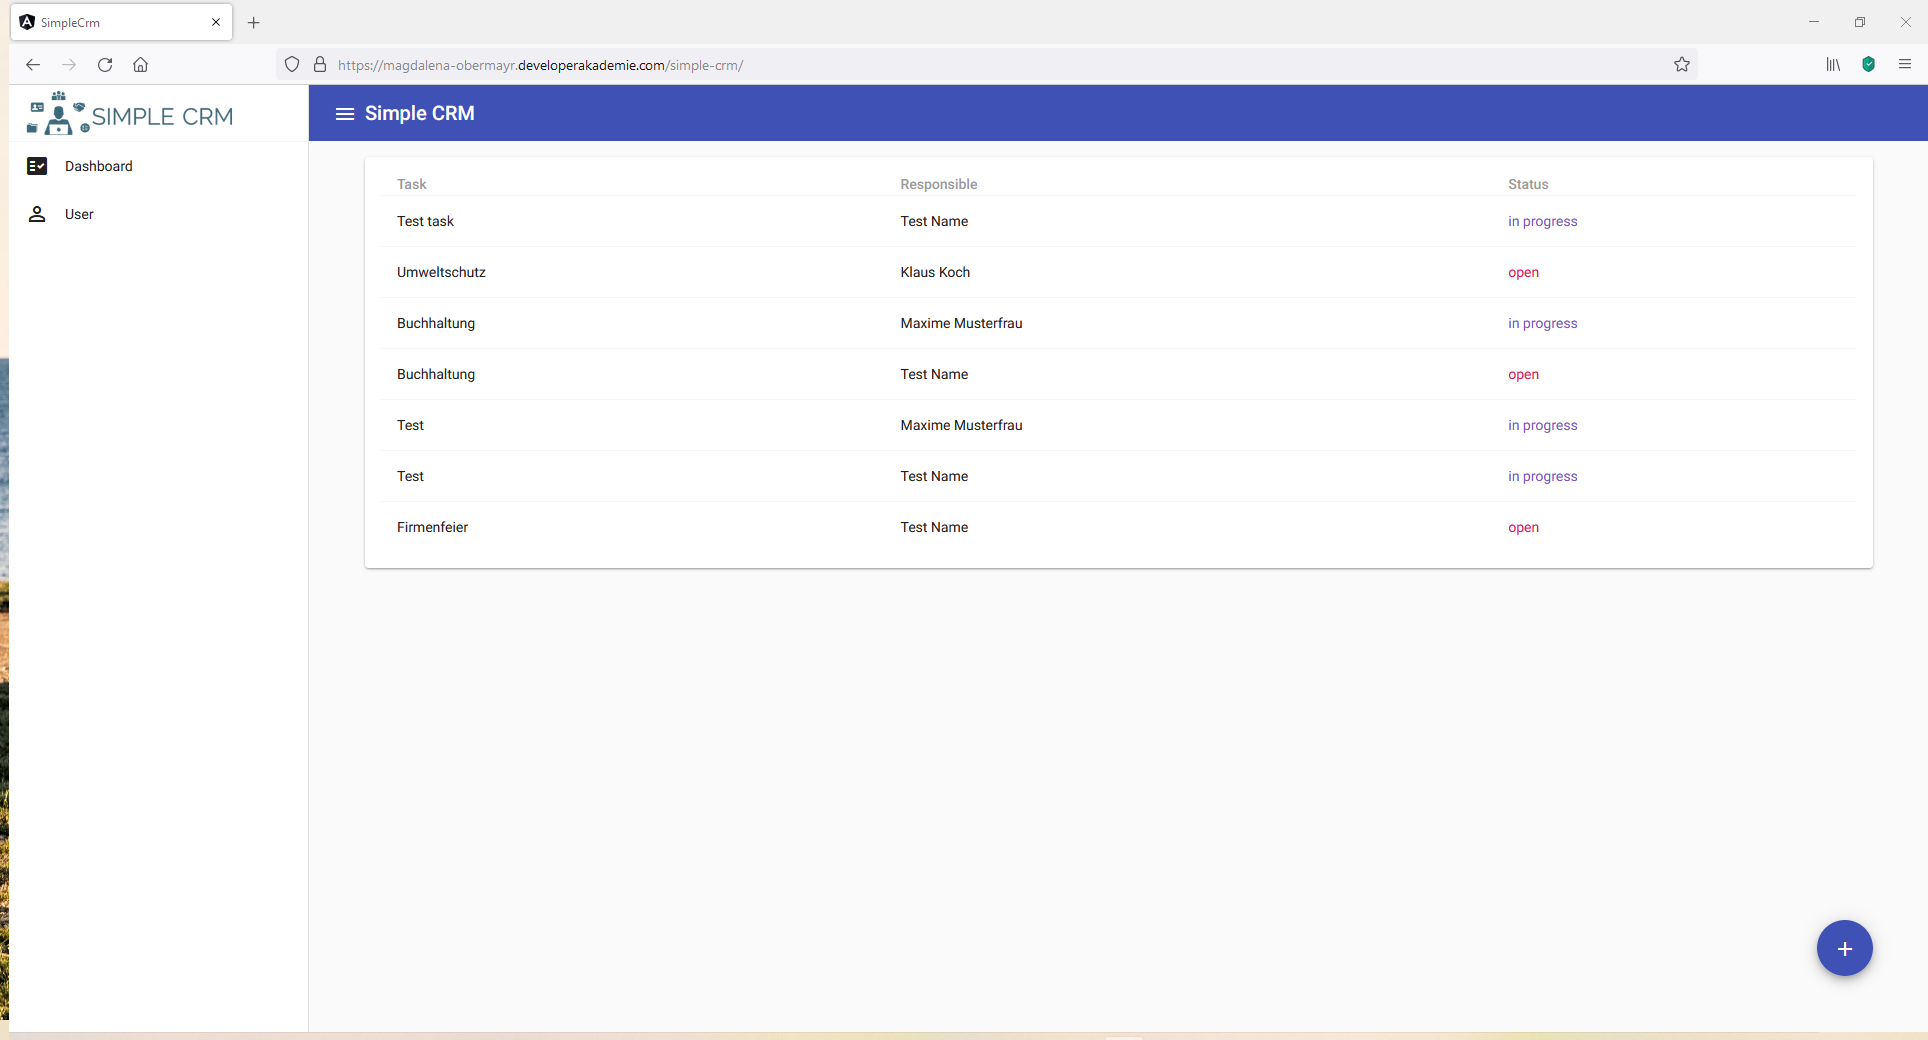 SimpleCrm
https://magdalena-obermayr.developerakademie.com/simple-crm/
SIMPLE CRM
Simple CRM
Dashboard
User
Task Responsible Status
Test task Test Name in progress
Umweltschutz Klaus Koch open
Buchhaltung Maxime Musterfrau in progress
Buchhaltung Test Name open
Test Maxime Musterfrau in progress
Test Test Name in progress
Firmenfeier Test Name open